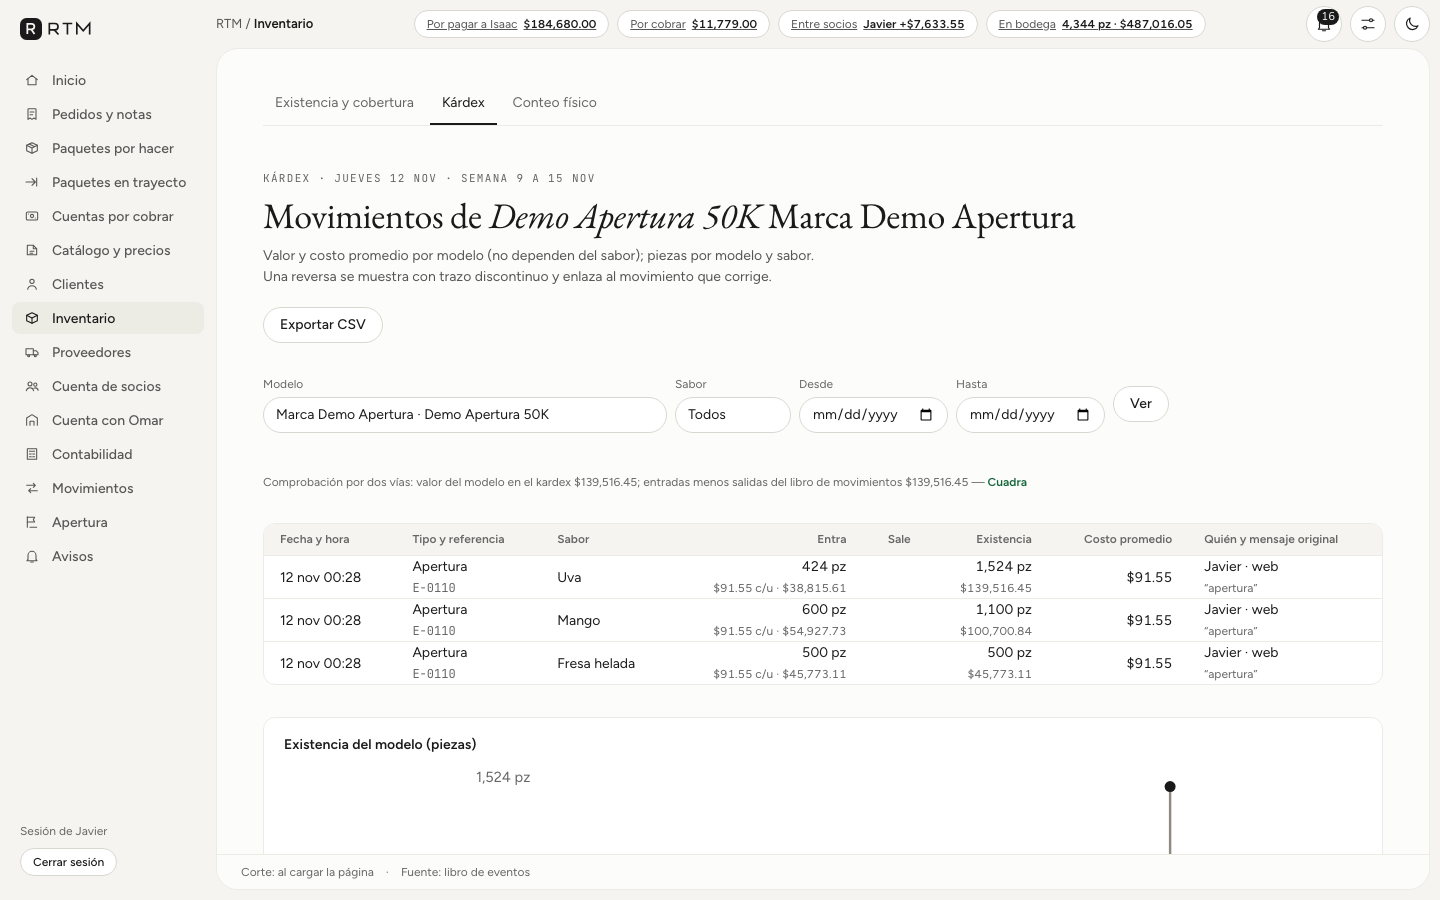 R RTM
RTM / Inventario
Por pagar a Isaac $184,680.00
Por cobrar $11,779.00
Entre socios Javier +$7,633.55
En bodega 4,344 pz · $487,016.05
16
Inicio
Pedidos y notas
Paquetes por hacer
Paquetes en trayecto
Cuentas por cobrar
Catálogo y precios
Clientes
Inventario
Proveedores
Cuenta de socios
Cuenta con Omar
Contabilidad
Movimientos
Apertura
Avisos
Sesión de Javier
Cerrar sesión
Existencia y cobertura Kárdex Conteo físico
KÁRDEX · JUEVES 12 NOV · SEMANA 9 A 15 NOV
Movimientos de Demo Apertura 50K Marca Demo Apertura
Valor y costo promedio por modelo (no dependen del sabor); piezas por modelo y sabor.
Una reversa se muestra con trazo discontinuo y enlaza al movimiento que corrige.
Exportar CSV
Modelo Sabor Desde Hasta
Marca Demo Apertura · Demo Apertura 50K Todos mm/dd/yyyy mm/dd/yyyy Ver
Comprobación por dos vías: valor del modelo en el kardex $139,516.45; entradas menos salidas del libro de movimientos $139,516.45 — Cuadra
Fecha y hora Tipo y referencia Sabor Entra Sale Existencia Costo promedio Quién y mensaje original
12 nov 00:28 Apertura Uva 424 pz 1,524 pz $91.55 Javier · web
E-0110 $91.55 c/u · $38,815.61 $139,516.45 “apertura”
12 nov 00:28 Apertura Mango 600 pz 1,100 pz $91.55 Javier · web
E-0110 $91.55 c/u · $54,927.73 $100,700.84 “apertura”
12 nov 00:28 Apertura Fresa helada 500 pz 500 pz $91.55 Javier · web
E-0110 $91.55 c/u · $45,773.11 $45,773.11 “apertura”
Existencia del modelo (piezas)
1,524 pz
Corte: al cargar la página · Fuente: libro de eventos